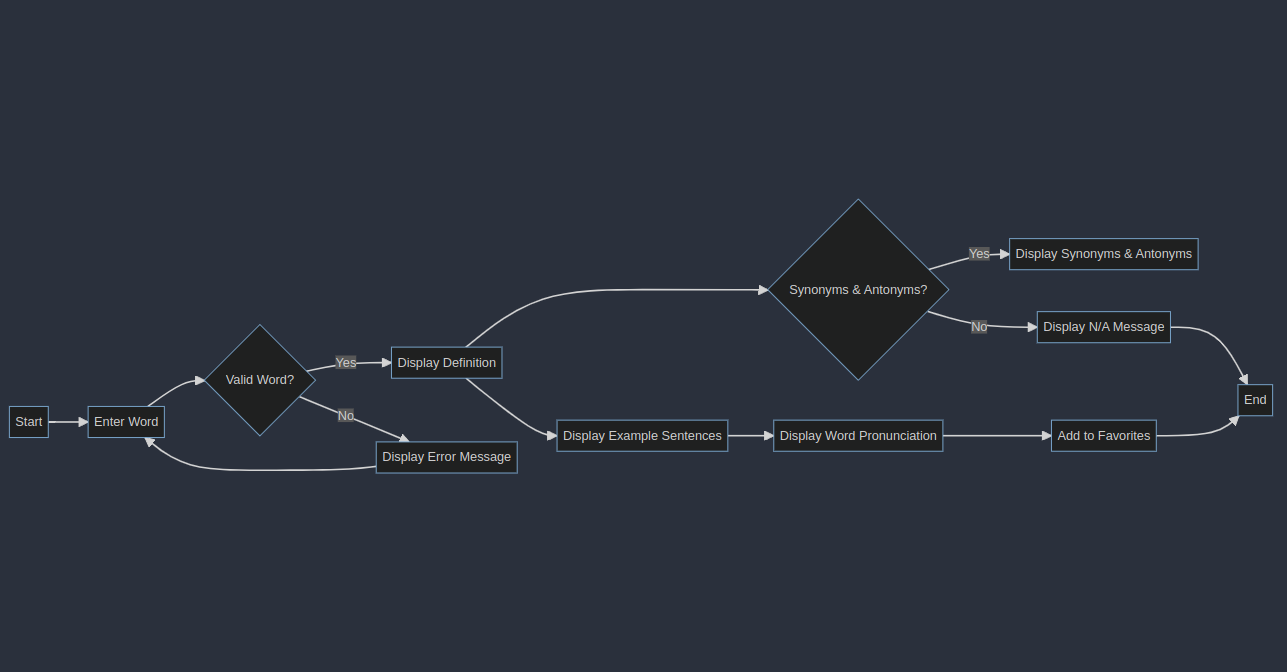 Start
Enter Word
Valid Word?
Yes
No
Display Definition
Display Error Message
Synonyms & Antonyms?
Yes
No
Display Synonyms & Antonyms
Display N/A Message
Display Example Sentences
Display Word Pronunciation
Add to Favorites
End